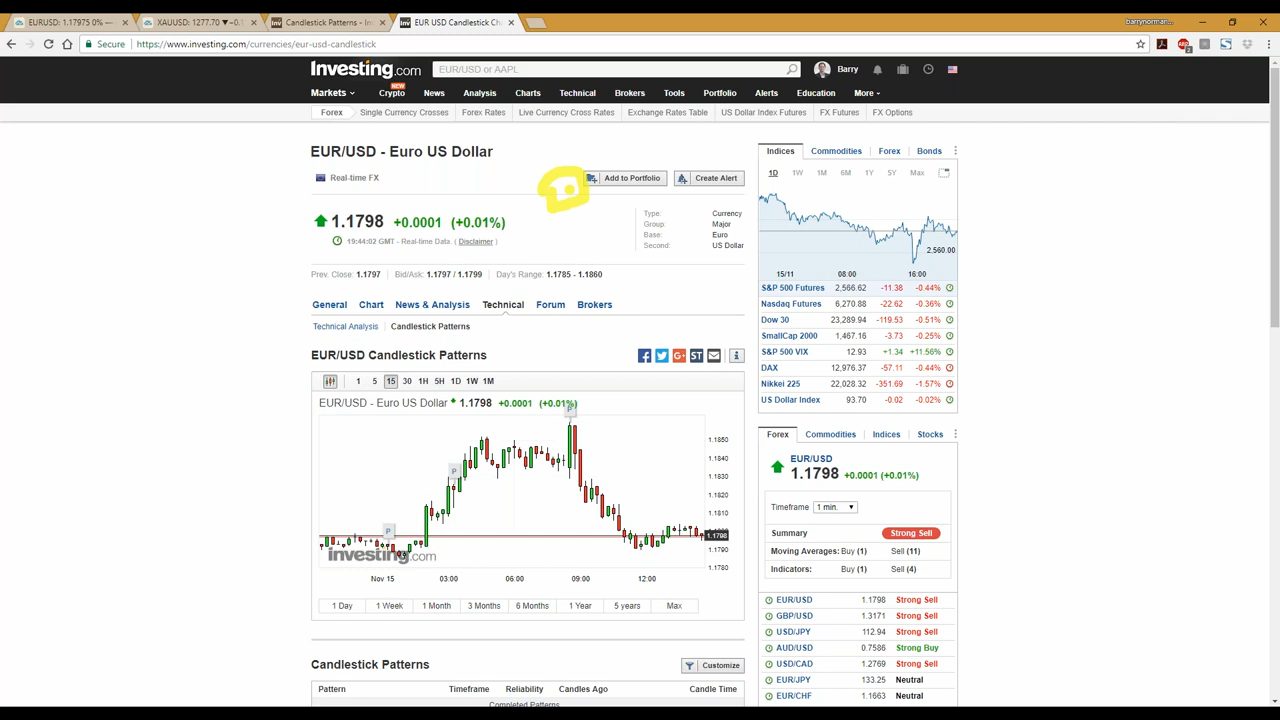 EURUSD: 1.17975 0% —
XAUUSD: 1277.70 ▼−0.1
Candlestick Patterns - In
EUR USD Candlestick Ch
barrynorman...
Secure
https://www.investing.com/currencies/eur-usd-candlestick
Investing.com
EUR/USD or AAPL
Barry
NEW
Markets
Crypto
News
Analysis
Charts
Technical
Brokers
Tools
Portfolio
Alerts
Education
More
Forex
Single Currency Crosses
Forex Rates
Live Currency Cross Rates
Exchange Rates Table
US Dollar Index Futures
FX Futures
FX Options
EUR/USD - Euro US Dollar
Real-time FX
Add to Portfolio
Create Alert
1.1798 +0.0001 (+0.01%)
19:44:02 GMT - Real-time Data. ( Disclaimer )
Type: Currency
Group: Major
Base: Euro
Second: US Dollar
Prev. Close: 1.1797
Bid/Ask: 1.1797 / 1.1799
Day's Range: 1.1785 - 1.1860
General
Chart
News & Analysis
Technical
Forum
Brokers
Technical Analysis
Candlestick Patterns
EUR/USD Candlestick Patterns
ST
1 5 15 30 1H 5H 1D 1W 1M
EUR/USD - Euro US Dollar 1.1798 +0.0001 (+0.01%)
P
P
P
1.1850
1.1840
1.1830
1.1820
1.1810
1.1798
1.1790
1.1780
Investing.com
Nov 15 03:00 06:00 09:00 12:00
1 Day
1 Week
1 Month
3 Months
6 Months
1 Year
5 years
Max
Candlestick Patterns
Customize
Pattern Timeframe Reliability Candles Ago Candle Time
Completed Patterns
Indices Commodities Forex Bonds
1D 1W 1M 6M 1Y 5Y Max
2,560.00
15/11 08:00 16:00
S&P 500 Futures 2,566.62 -11.38 -0.44%
Nasdaq Futures 6,270.88 -22.62 -0.36%
Dow 30 23,289.94 -119.53 -0.51%
SmallCap 2000 1,467.16 -3.73 -0.25%
S&P 500 VIX 12.93 +1.34 +11.56%
DAX 12,976.37 -57.11 -0.44%
Nikkei 225 22,028.32 -351.69 -1.57%
US Dollar Index 93.70 -0.02 -0.02%
Forex Commodities Indices Stocks
EUR/USD
1.1798 +0.0001 (+0.01%)
Timeframe 1 min.
Summary Strong Sell
Moving Averages: Buy (1) Sell (11)
Indicators: Buy (1) Sell (4)
EUR/USD 1.1798 Strong Sell
GBP/USD 1.3171 Strong Sell
USD/JPY 112.94 Strong Sell
AUD/USD 0.7586 Strong Buy
USD/CAD 1.2769 Strong Sell
EUR/JPY 133.25 Neutral
EUR/CHF 1.1663 Neutral